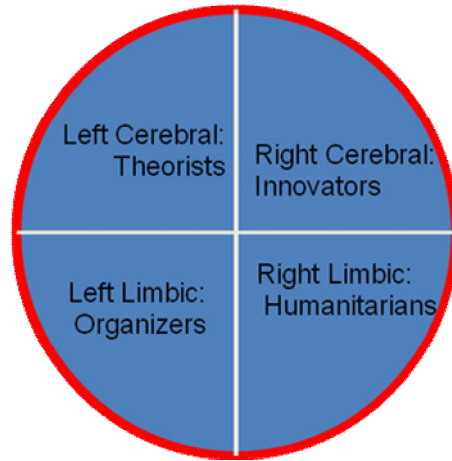 Left Cerebral:
Theorists
Right Cerebral:
Innovators
Left Limbic:
Organizers
Right Limbic:
Humanitarians